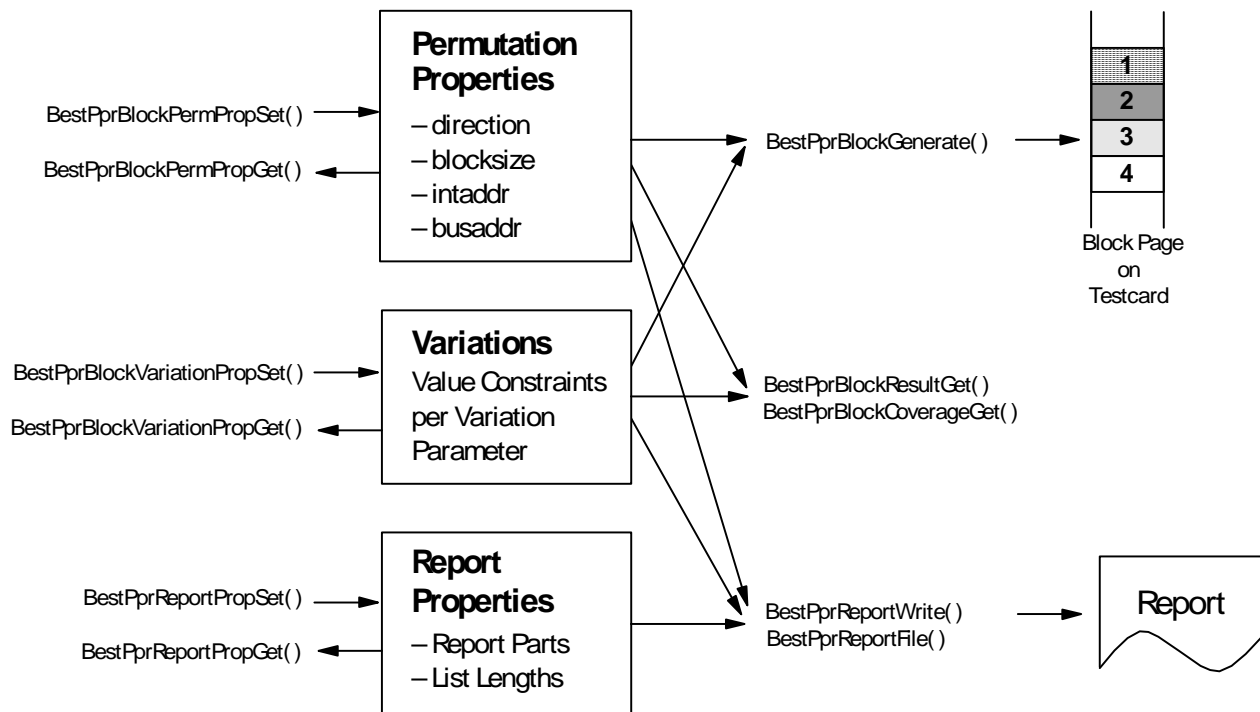 Permutation
Properties
– direction
– blocksize
– intaddr
– busaddr
BestPprBlockPermPropSet( )
BestPprBlockPermPropGet( )
BestPprBlockGenerate( )
1
2
3
4
Block Page
on
Testcard
Variations
Value Constraints
per Variation
Parameter
BestPprBlockVariationPropSet( )
BestPprBlockVariationPropGet( )
BestPprBlockResultGet( )
BestPprBlockCoverageGet( )
Report
Properties
– Report Parts
– List Lengths
BestPprReportPropSet( )
BestPprReportPropGet( )
BestPprReportWrite( )
BestPprReportFile( )
Report